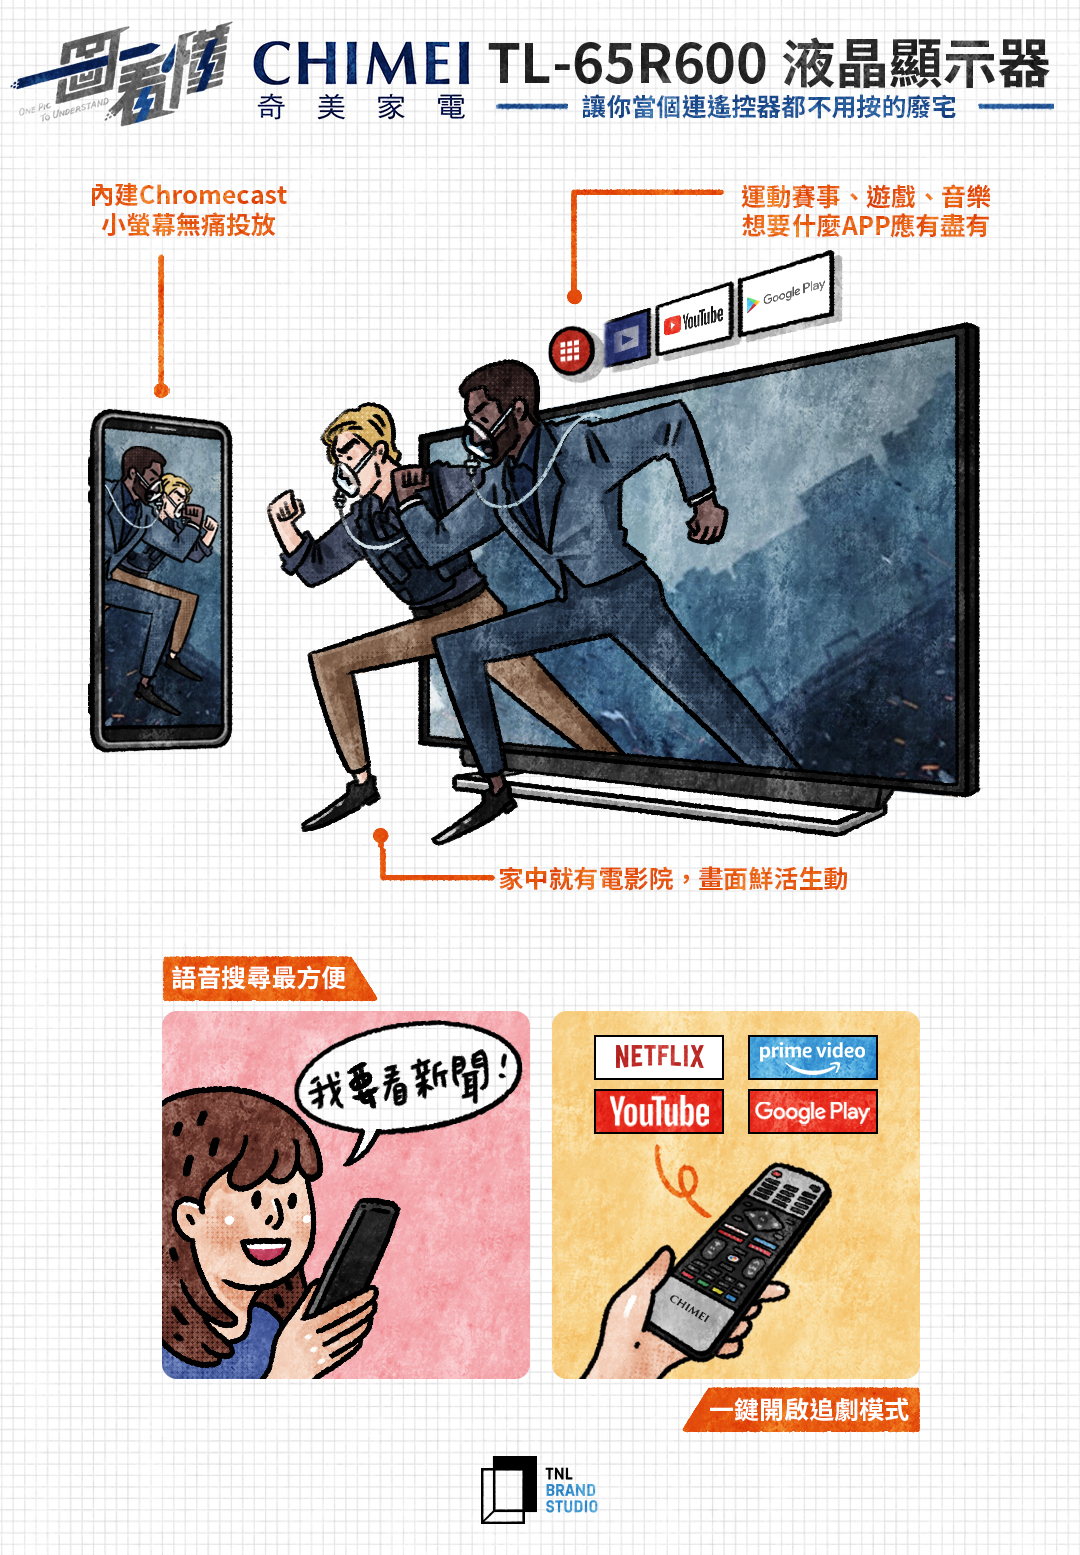 一圖看懂
ONE PIC
TO UNDERSTAND
CHIMEI TL-65R600 液晶顯示器
奇美家電 讓你當個連遙控器都不用按的廢宅
內建Chromecast
小螢幕無痛投放
運動賽事、遊戲、音樂
想要什麼APP應有盡有
YouTube
Google Play
家中就有電影院，畫面鮮活生動
語音搜尋最方便
我要看新聞！
NETFLIX
prime video
YouTube
Google Play
CHIMEI
一鍵開啟追劇模式
TNL
BRAND
STUDIO